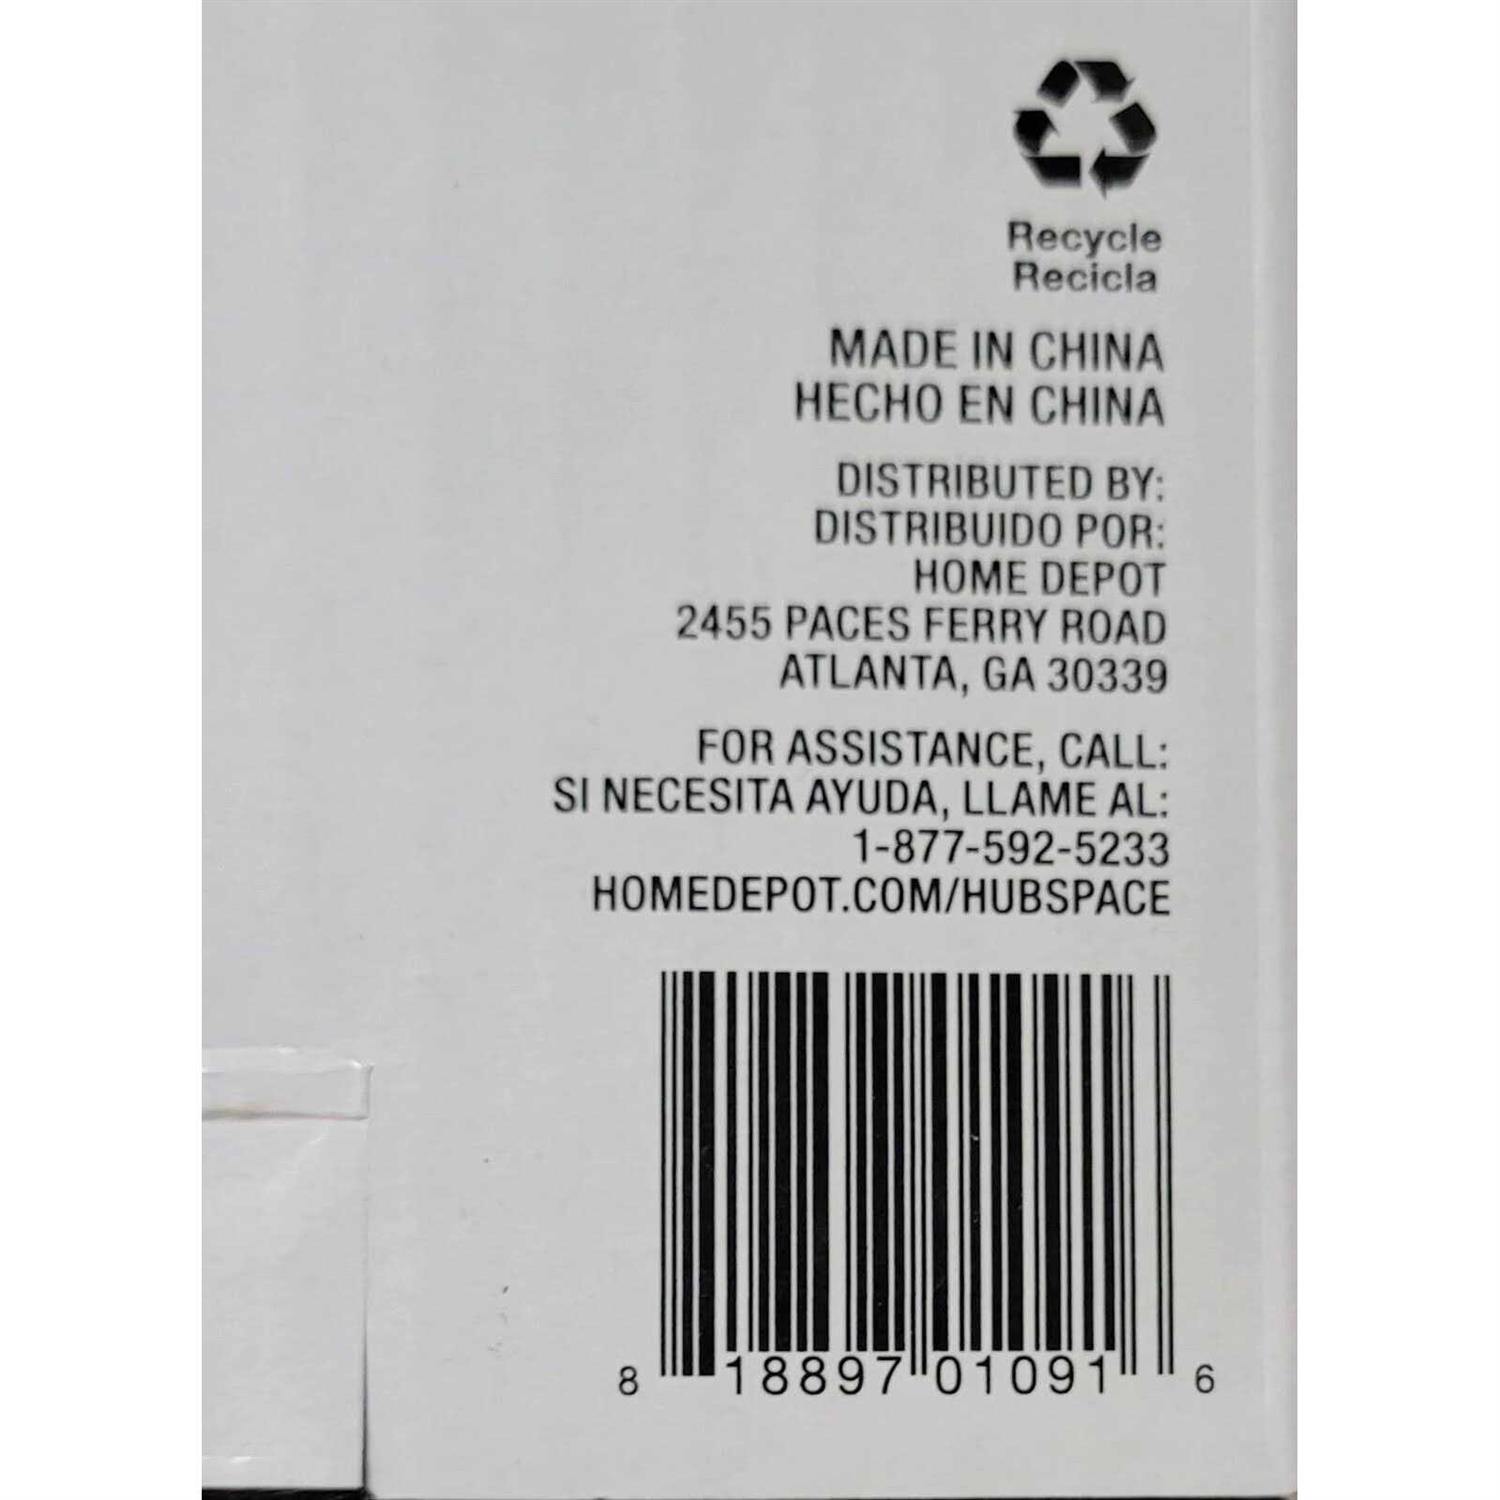 Recycle
Recicla
MADE IN CHINA
HECHO EN CHINA
DISTRIBUTED BY:
DISTRIBUIDO POR:
HOME DEPOT
2455 PACES FERRY ROAD
ATLANTA, GA 30339
FOR ASSISTANCE, CALL:
SI NECESITA AYUDA, LLAME AL:
1-877-592-5233
HOMEDEPOT.COM/HUBSPACE
8 18897 01091 6